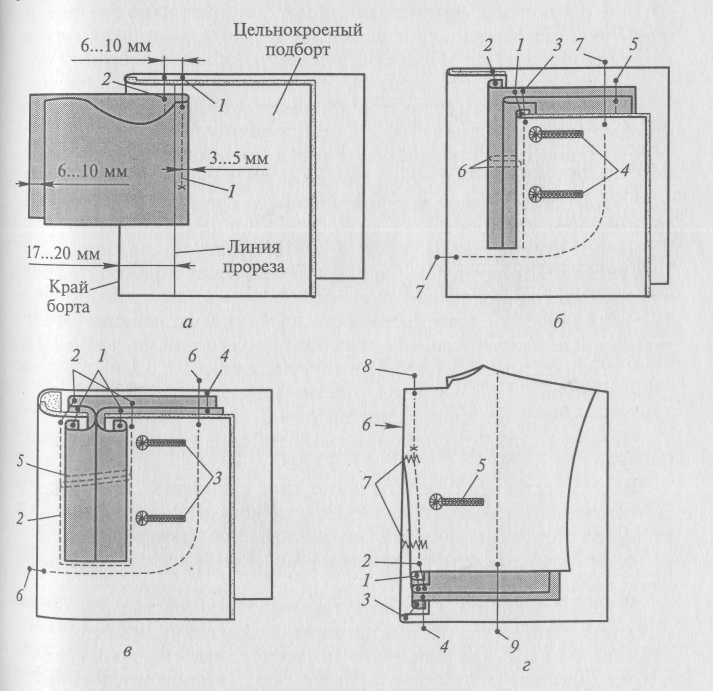 Цельнокроеный
подборт
6...10 мм
2
1
6...10 мм
3...5 мм
1
17...20 мм
Линия
прореза
Край
борта
а
2 1 3 7 5
6
4
7
б
2 1 6 4
5
3
2
6
в
8
6
7
5
2
1
3
4
9
г